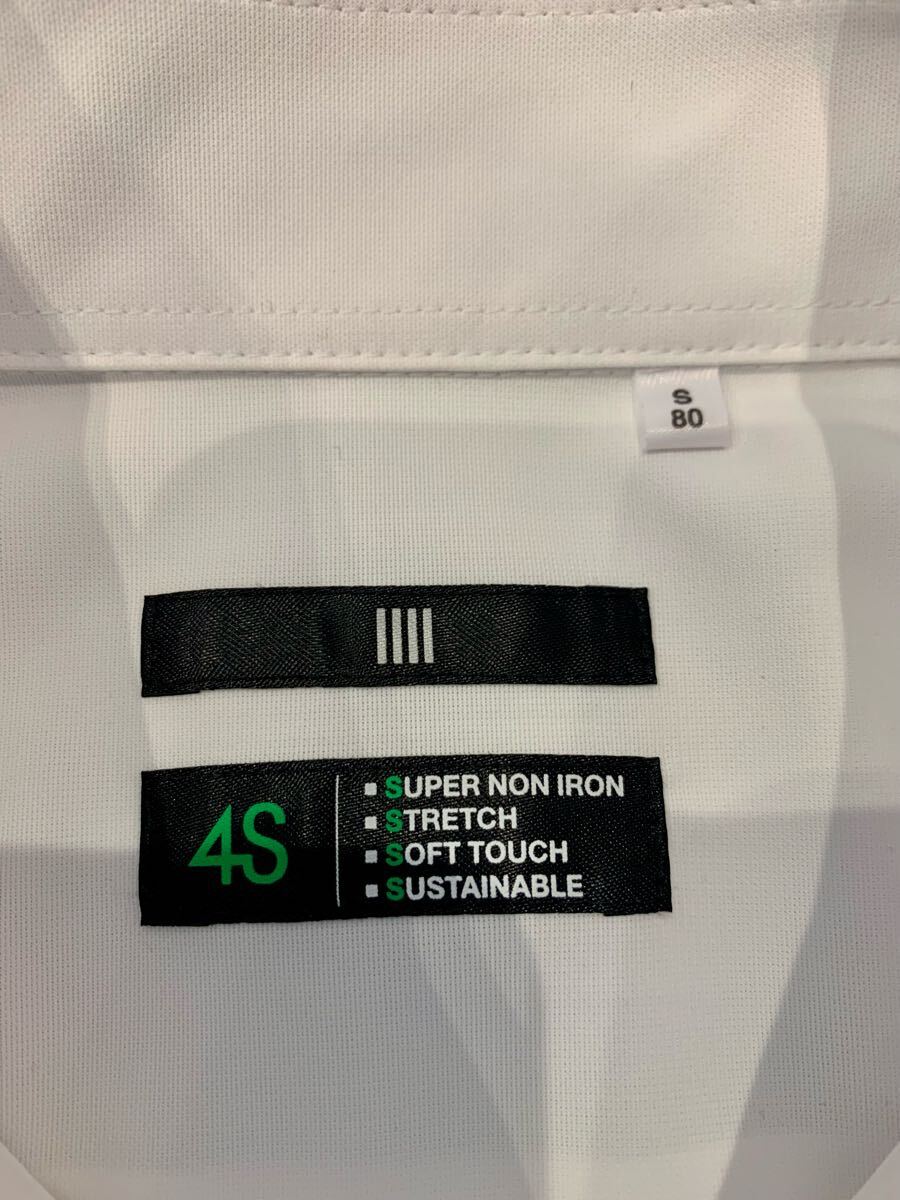 S
80
4S
SUPER NON IRON
STRETCH
SOFT TOUCH
SUSTAINABLE